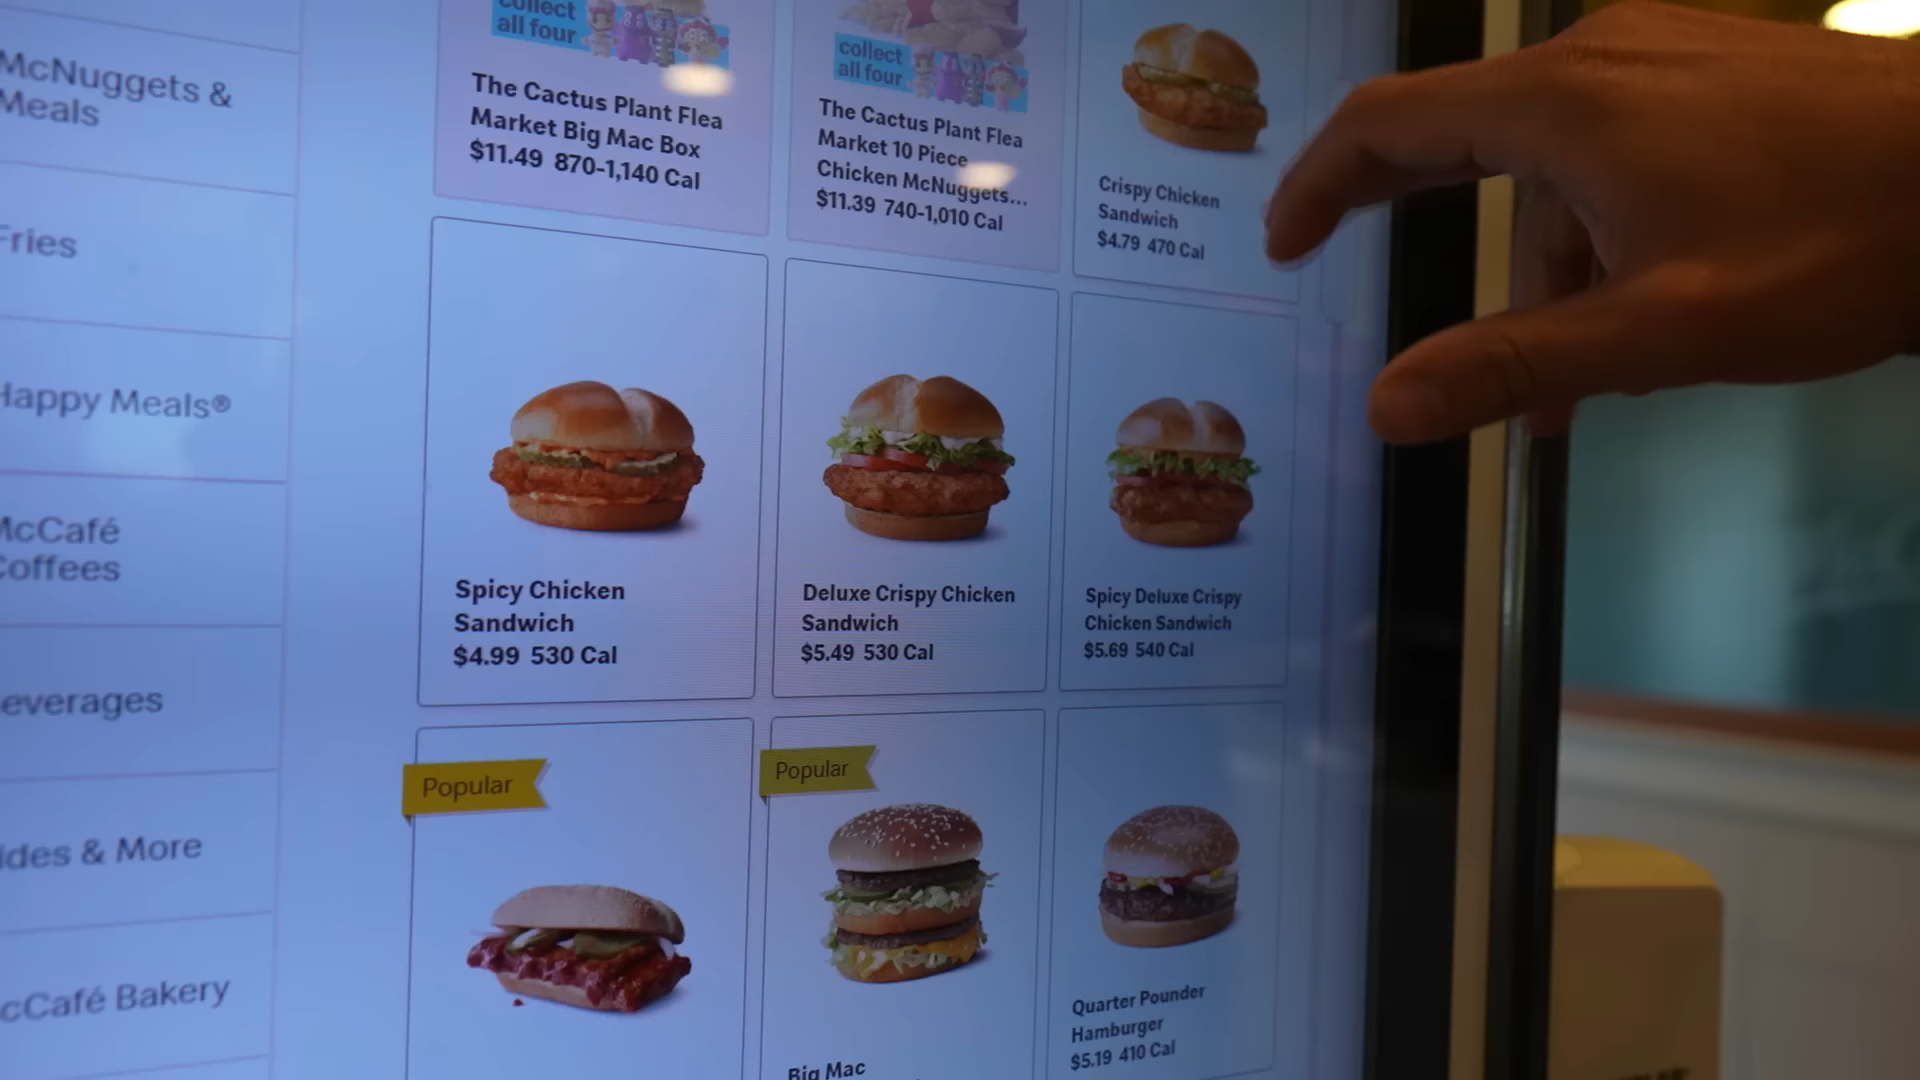 McNuggets &
Meals
Fries
Happy Meals®
McCafé
Coffees
everages
ides & More
cCafé Bakery
collect
all four
The Cactus Plant Flea
Market Big Mac Box
$11.49 870-1,140 Cal
collect
all four
The Cactus Plant Flea
Market 10 Piece
Chicken McNuggets...
$11.39 740-1,010 Cal
Crispy Chicken
Sandwich
$4.79 470 Cal
Spicy Chicken
Sandwich
$4.99 530 Cal
Deluxe Crispy Chicken
Sandwich
$5.49 530 Cal
Spicy Deluxe Crispy
Chicken Sandwich
$5.69 540 Cal
Popular
Popular
Big Mac
Quarter Pounder
Hamburger
$5.19 410 Cal